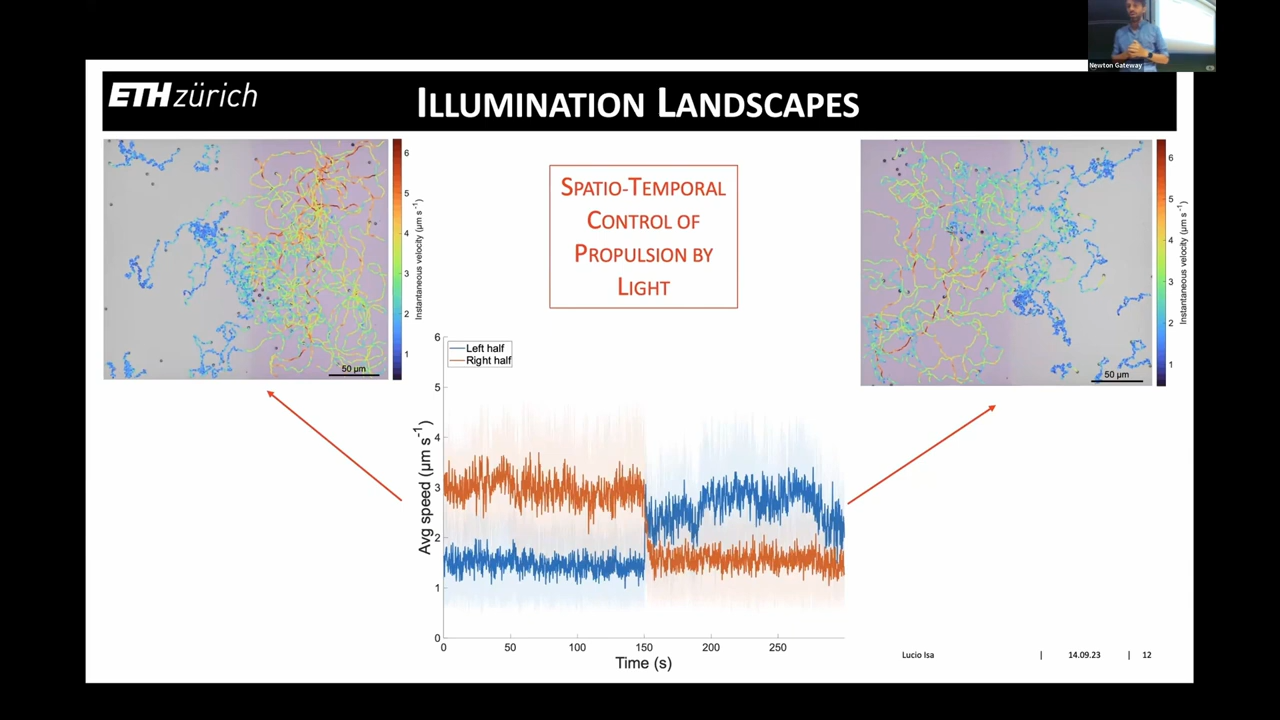 Newton Gateway
ETH zürich
ILLUMINATION LANDSCAPES
SPATIO-TEMPORAL
CONTROL OF
PROPULSION BY
LIGHT
6
5
4
3
2
1
Instantaneous velocity (µm s⁻¹)
50 µm
6
5
4
3
2
1
Instantaneous velocity (µm s⁻¹)
50 µm
Left half
Right half
6
5
4
3
2
1
0
Avg speed (µm s⁻¹)
0 50 100 150 200 250
Time (s)
Lucio Isa | 14.09.23 | 12